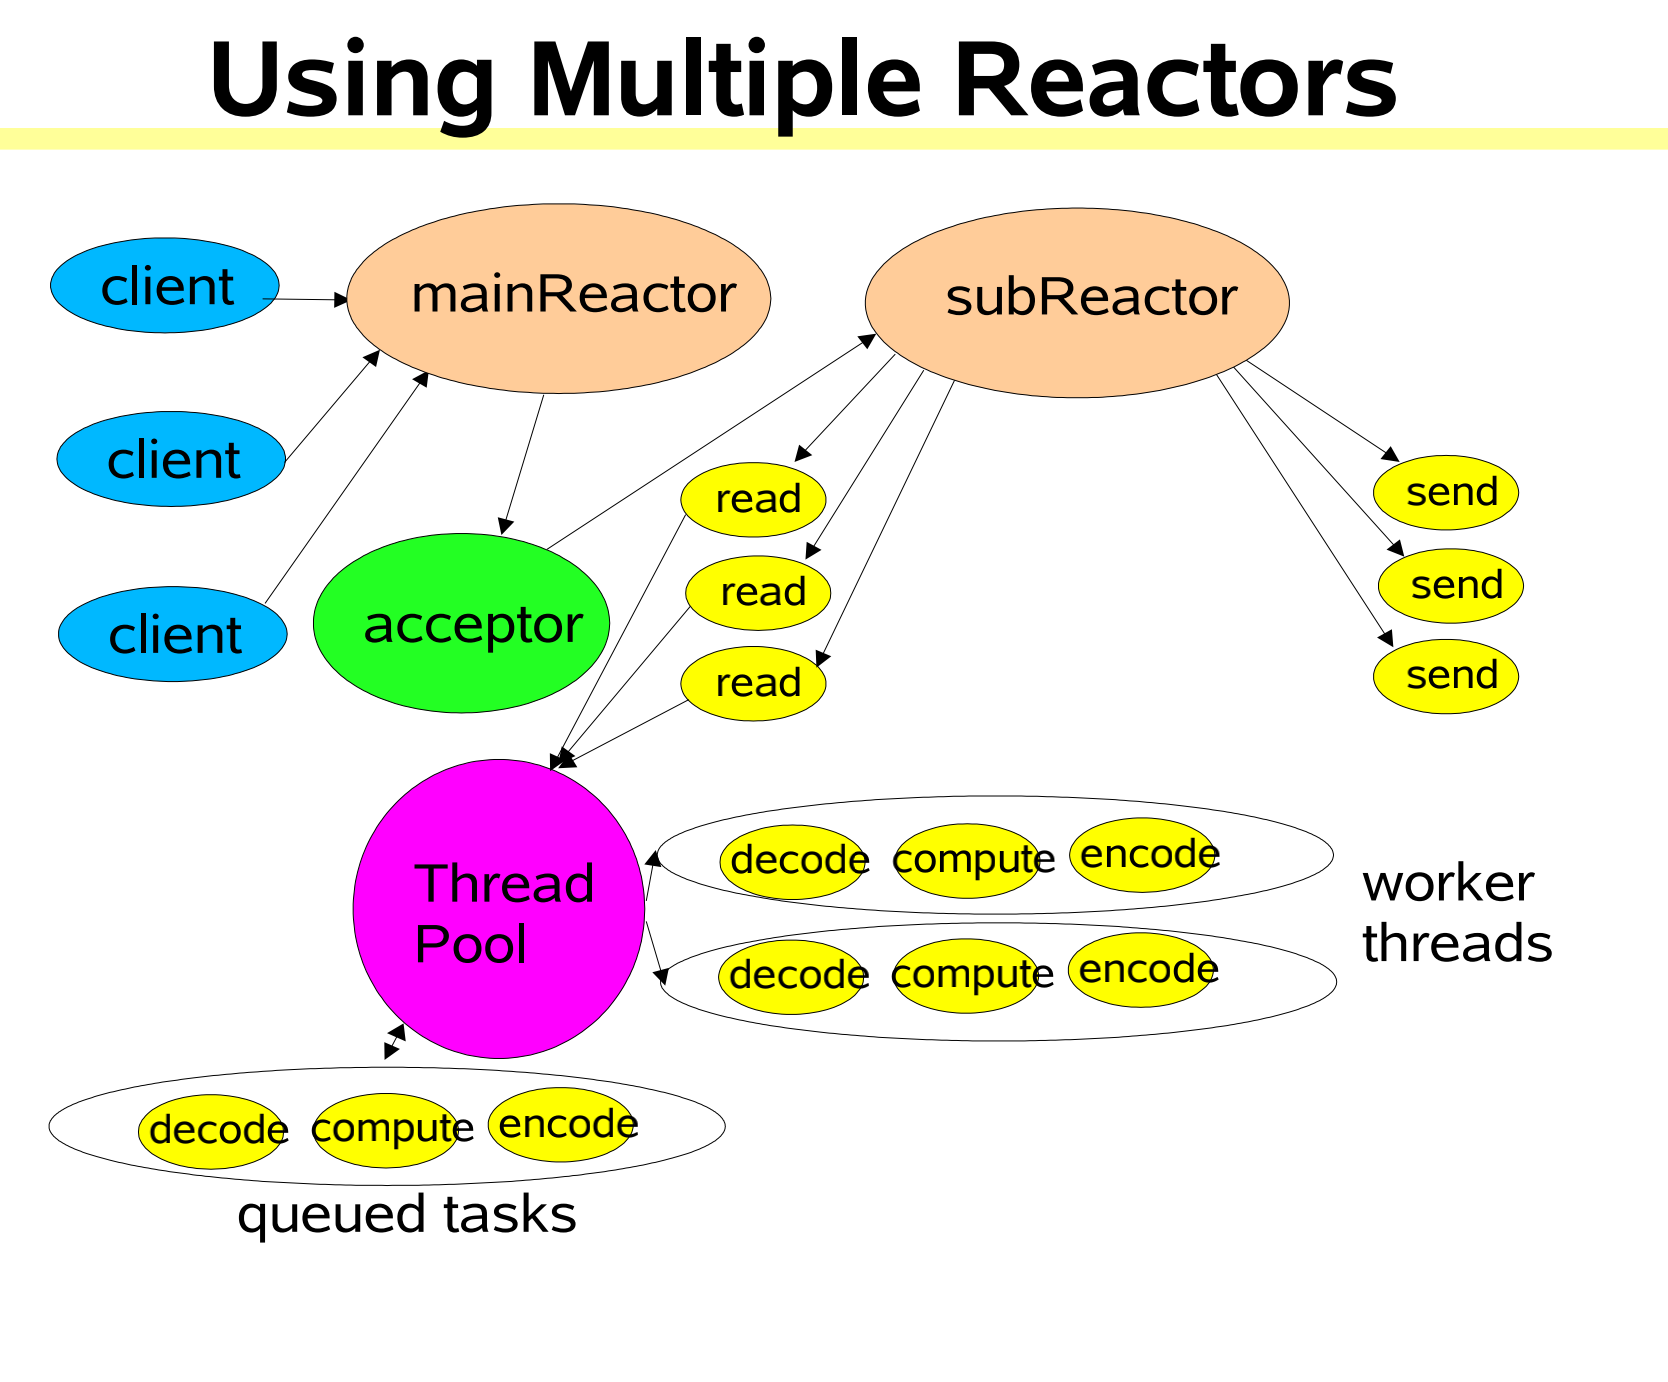 Using Multiple Reactors
client
mainReactor
subReactor
client
client
acceptor
read
read
read
send
send
send
Thread
Pool
decode
compute
encode
decode
compute
encode
worker
threads
decode
compute
encode
queued tasks